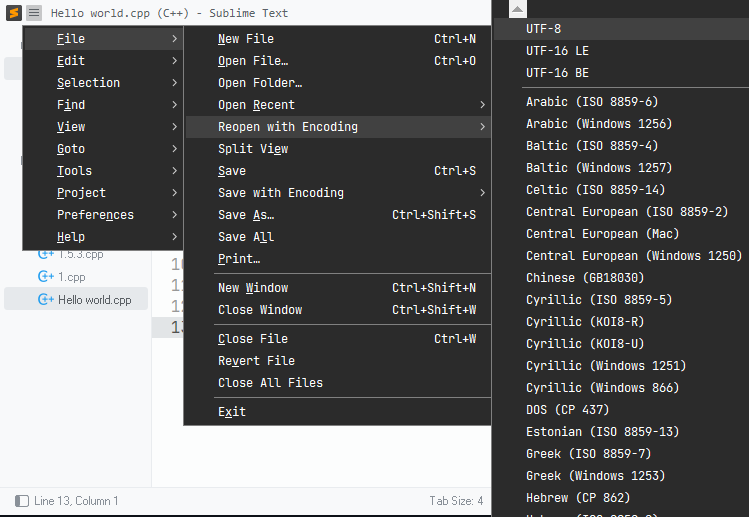 Hello world.cpp (C++) - Sublime Text
File
Edit
Selection
Find
View
Goto
Tools
Project
Preferences
Help
New File Ctrl+N
Open File… Ctrl+O
Open Folder…
Open Recent
Reopen with Encoding
Split View
Save Ctrl+S
Save with Encoding
Save As… Ctrl+Shift+S
Save All
Print…
New Window Ctrl+Shift+N
Close Window Ctrl+Shift+W
Close File Ctrl+W
Revert File
Close All Files
Exit
UTF-8
UTF-16 LE
UTF-16 BE
Arabic (ISO 8859-6)
Arabic (Windows 1256)
Baltic (ISO 8859-4)
Baltic (Windows 1257)
Celtic (ISO 8859-14)
Central European (ISO 8859-2)
Central European (Mac)
Central European (Windows 1250)
Chinese (GB18030)
Cyrillic (ISO 8859-5)
Cyrillic (KOI8-R)
Cyrillic (KOI8-U)
Cyrillic (Windows 1251)
Cyrillic (Windows 866)
DOS (CP 437)
Estonian (ISO 8859-13)
Greek (ISO 8859-7)
Greek (Windows 1253)
Hebrew (CP 862)
1.5.3.cpp
1.cpp
Hello world.cpp
10
11
12
13
Line 13, Column 1
Tab Size: 4